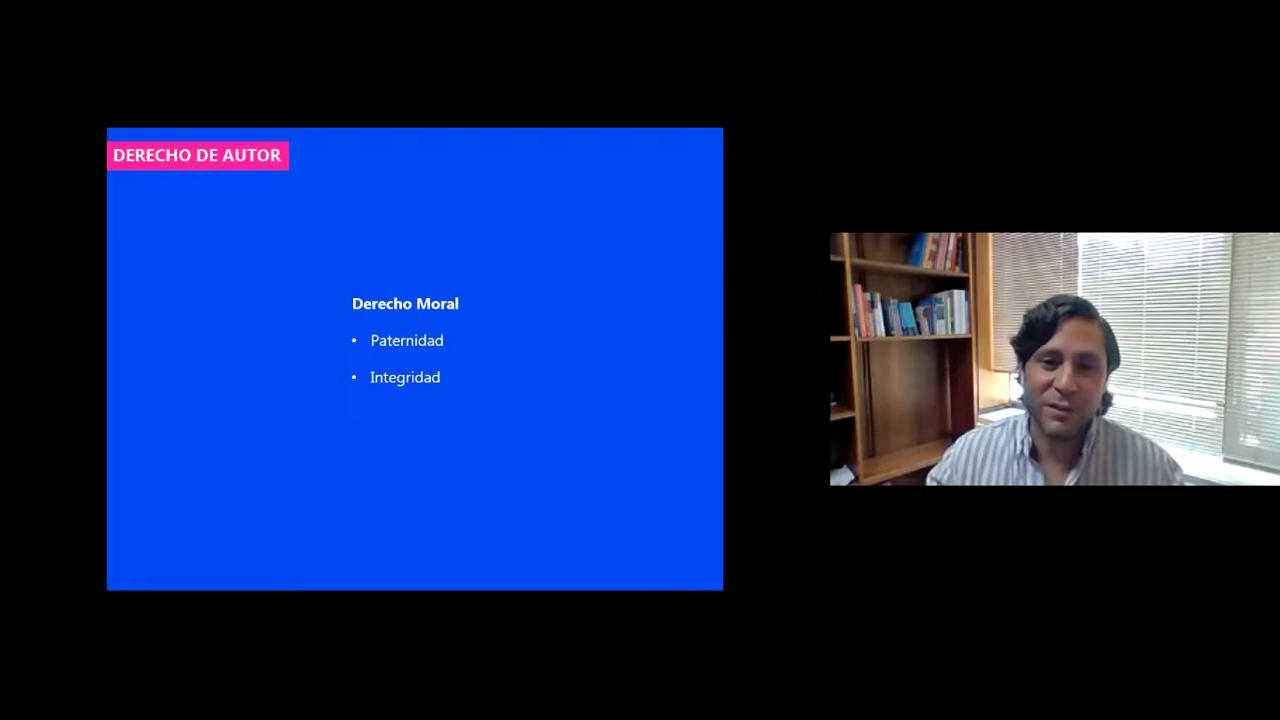 DERECHO DE AUTOR
Derecho Moral
• Paternidad
• Integridad